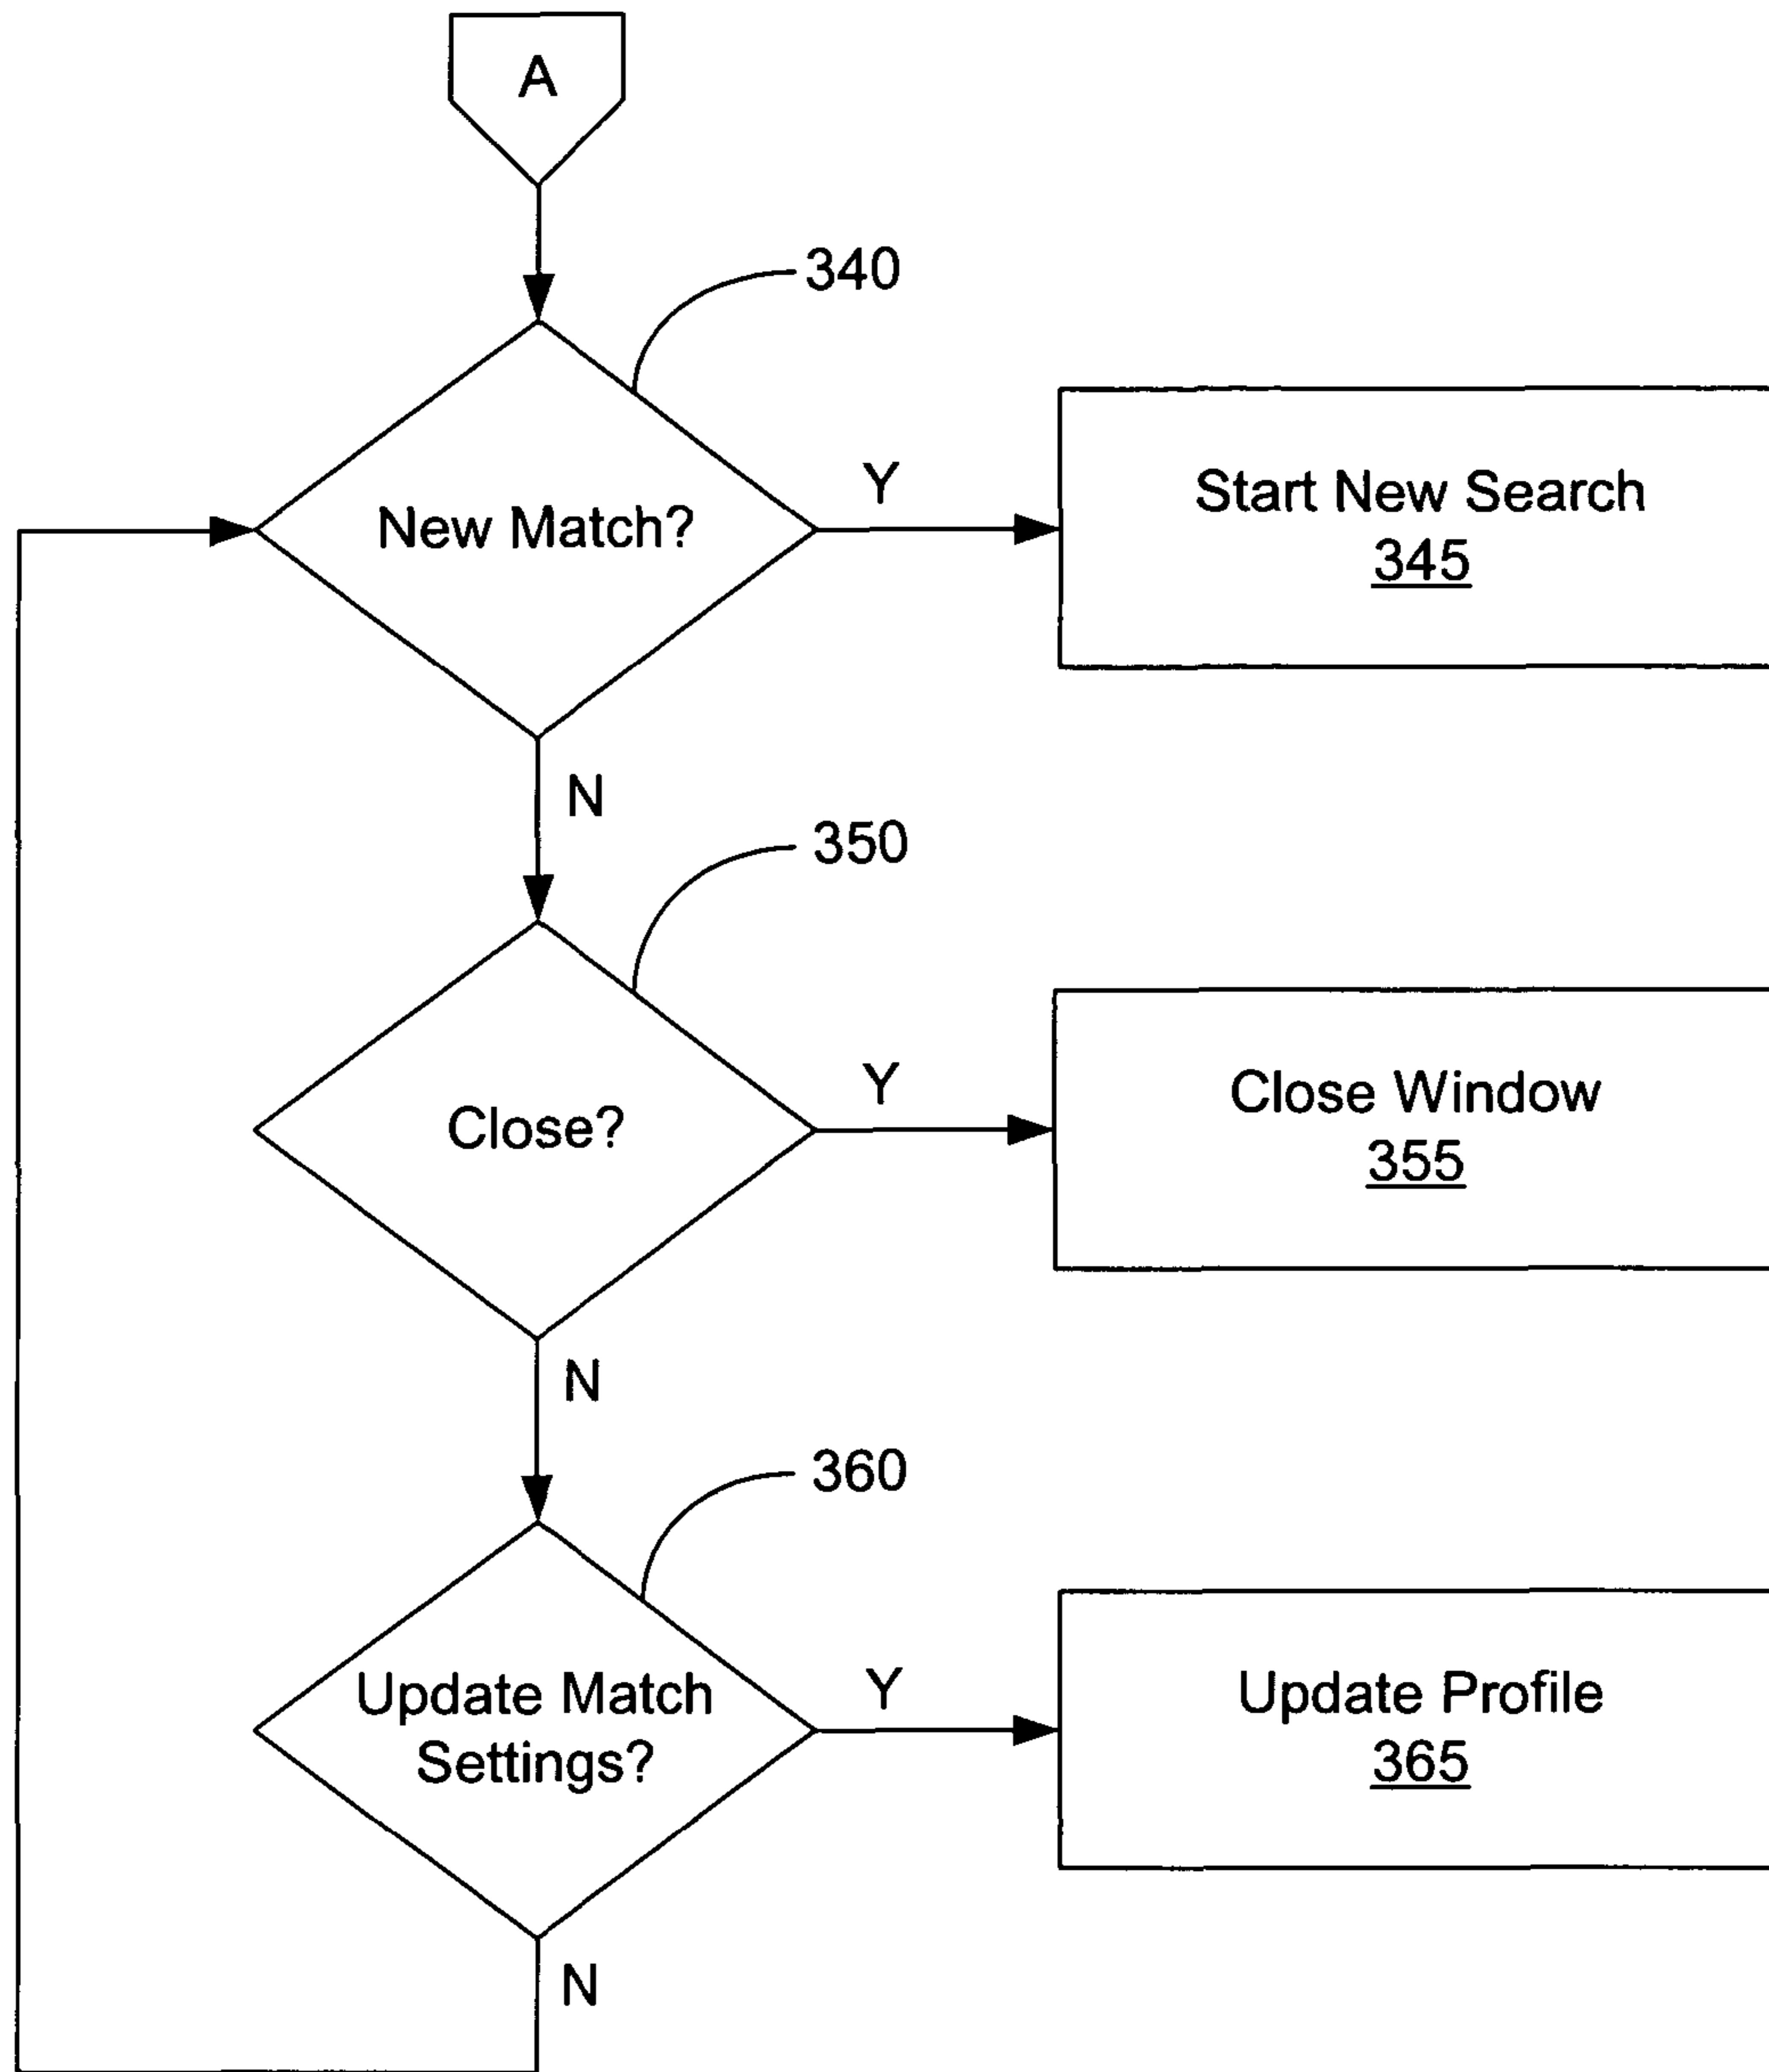 A
340
New Match?
Y
Start New Search
345
N
350
Close?
Y
Close Window
355
N
360
Update Match
Settings?
Y
Update Profile
365
N